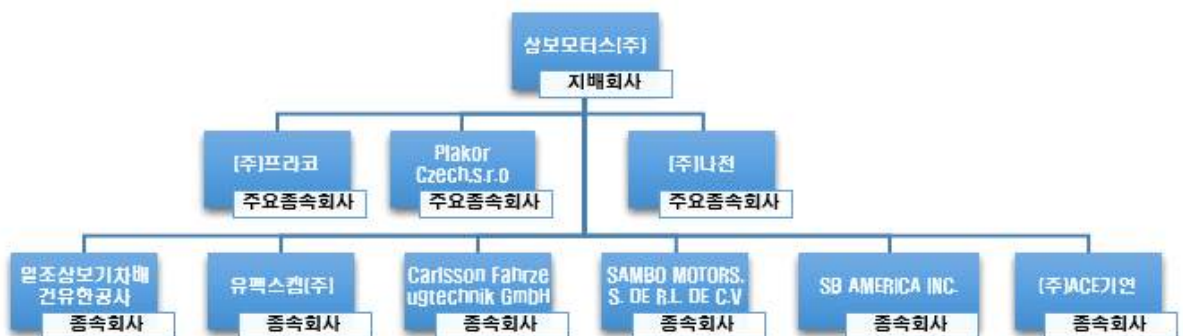 삼보모터스(주)
지배회사
(주)프라코
주요종속회사
Plakor
Czech,s.r.o
주요종속회사
(주)나전
주요종속회사
일조삼보기차배
건유한공사
종속회사
유펙스켐(주)
종속회사
Carlsson Fahrze
ugtechnik GmbH
종속회사
SAMBO MOTORS.
S. DE R.L. DE C.V
종속회사
SB AMERICA INC.
종속회사
(주)ACE기연
종속회사